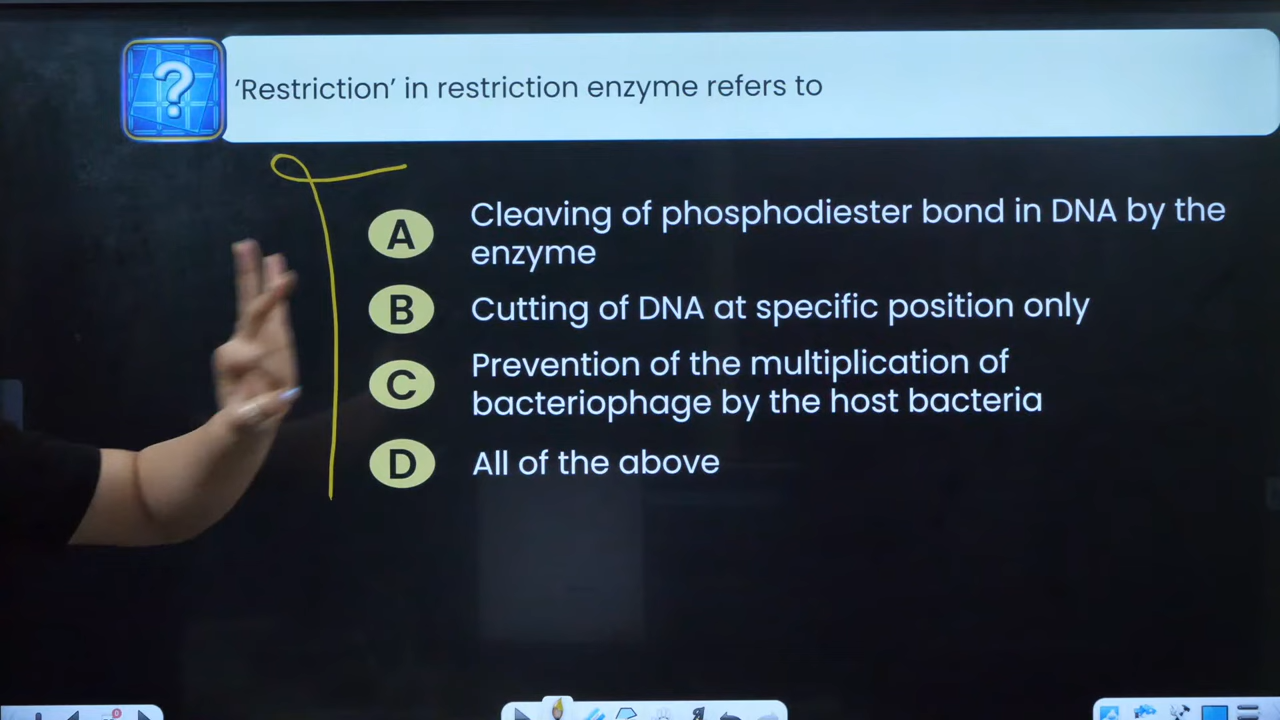 ?
‘Restriction’ in restriction enzyme refers to
A Cleaving of phosphodiester bond in DNA by the
enzyme
B Cutting of DNA at specific position only
C Prevention of the multiplication of
bacteriophage by the host bacteria
D All of the above